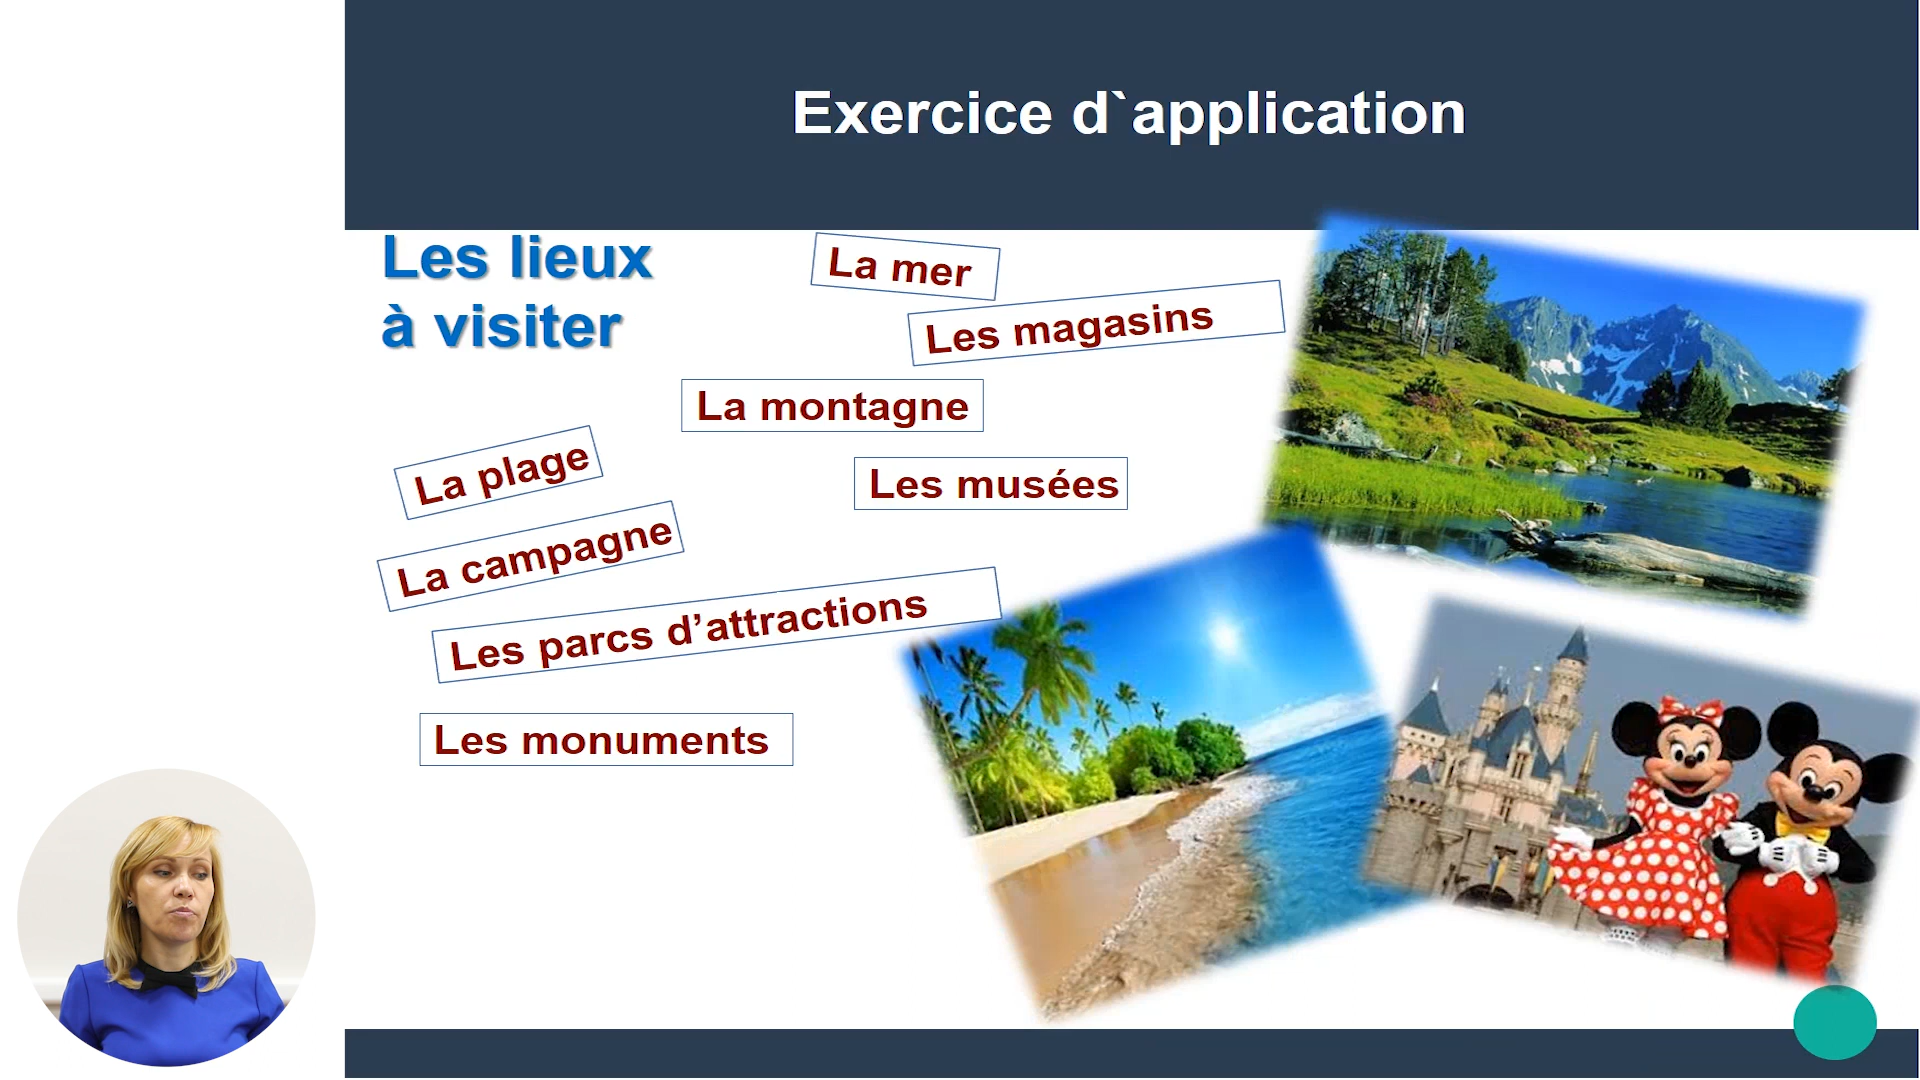 Exercice d`application
Les lieux
à visiter
La mer
Les magasins
La montagne
La plage
Les musées
La campagne
Les parcs d’attractions
Les monuments